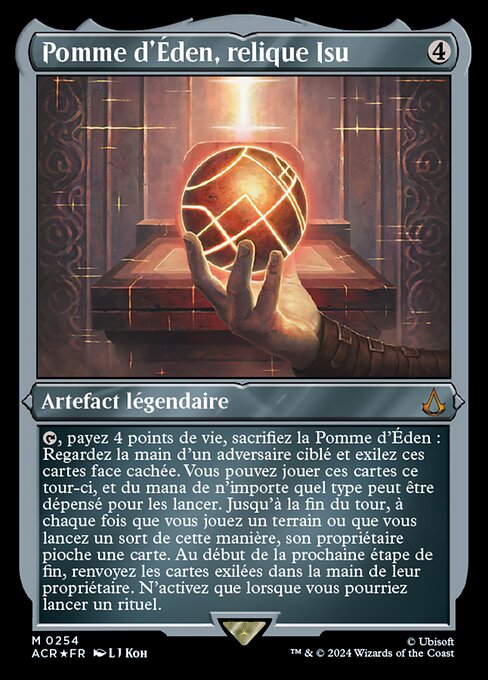 Pomme d'Éden, relique Isu 4
Artefact légendaire
, payez 4 points de vie, sacrifiez la Pomme d'Éden :
Regardez la main d'un adversaire ciblé et exilez ces
cartes face cachée. Vous pouvez jouer ces cartes ce
tour-ci, et du mana de n'importe quel type peut être
dépensé pour les lancer. Jusqu'à la fin du tour, à
chaque fois que vous jouez un terrain ou que vous
lancez un sort de cette manière, son propriétaire
pioche une carte. Au début de la prochaine étape de
fin, renvoyez les cartes exilées dans la main de leur
propriétaire. N'activez que lorsque vous pourriez
lancer un rituel.
M 0254 © Ubisoft
ACR★FR LJ Koh ™ & © 2024 Wizards of the Coast